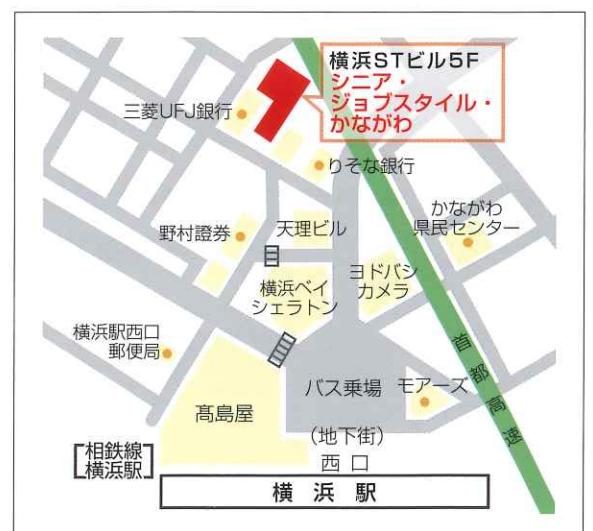 横浜STビル5F
シニア・
ジョブスタイル・
かながわ
三菱UFJ銀行
りそな銀行
かながわ
県民センター
野村證券
天理ビル
ヨドバシ
カメラ
横浜ベイ
シェラトン
横浜駅西口
郵便局
首都高速
バス乗場
モアーズ
髙島屋
(地下街)
西口
[相鉄線
横浜駅]
横浜駅